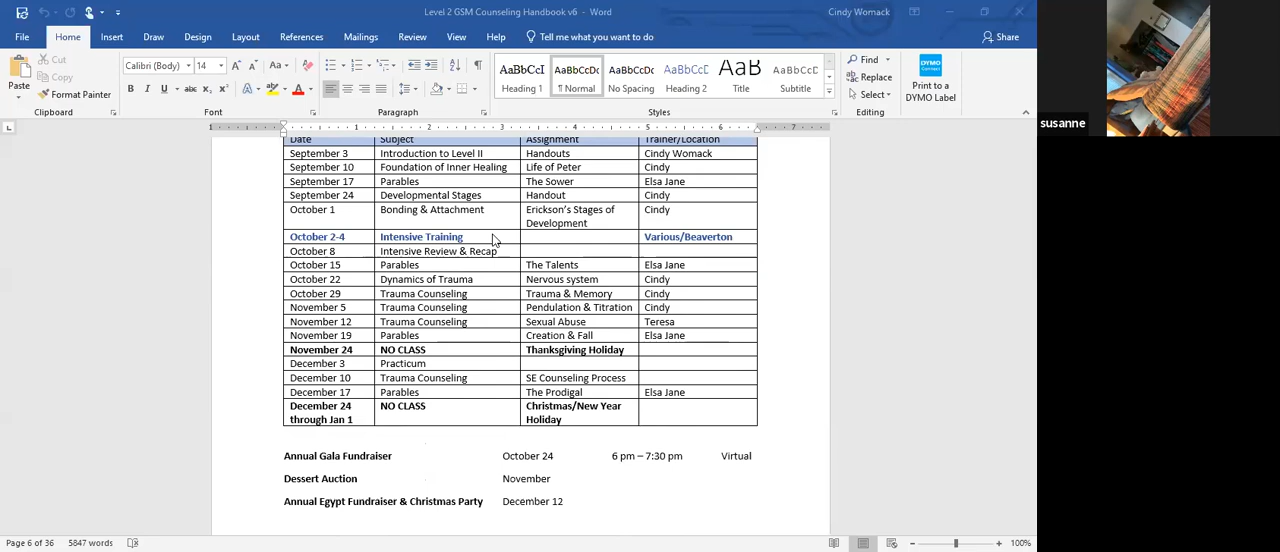 Level 2 GSM Counseling Handbook v6 - Word
Cindy Womack
File Home Insert Draw Design Layout References Mailings Review View Help Tell me what you want to do Share
Paste
Cut
Copy
Format Painter
Clipboard
Calibri (Body) 14
Font
Paragraph
AaBbCcI AaBbCcDc AaBbCcDc AaBbCcD AaB AaBbCcD
Heading 1 ¶ Normal No Spacing Heading 2 Title Subtitle
Styles
Find
Replace
Select
Editing
DYMO
Print to a
DYMO Label
susanne
Date Subject Assignment Trainer/Location
September 3 Introduction to Level II Handouts Cindy Womack
September 10 Foundation of Inner Healing Life of Peter Cindy
September 17 Parables The Sower Elsa Jane
September 24 Developmental Stages Handout Cindy
October 1 Bonding & Attachment Erickson's Stages of Development Cindy
October 2-4 Intensive Training Various/Beaverton
October 8 Intensive Review & Recap
October 15 Parables The Talents Elsa Jane
October 22 Dynamics of Trauma Nervous system Cindy
October 29 Trauma Counseling Trauma & Memory Cindy
November 5 Trauma Counseling Pendulation & Titration Cindy
November 12 Trauma Counseling Sexual Abuse Teresa
November 19 Parables Creation & Fall Elsa Jane
November 24 NO CLASS Thanksgiving Holiday
December 3 Practicum
December 10 Trauma Counseling SE Counseling Process
December 17 Parables The Prodigal Elsa Jane
December 24 through Jan 1 NO CLASS Christmas/New Year Holiday
Annual Gala Fundraiser October 24 6 pm – 7:30 pm Virtual
Dessert Auction November
Annual Egypt Fundraiser & Christmas Party December 12
Page 6 of 36 5847 words 100%